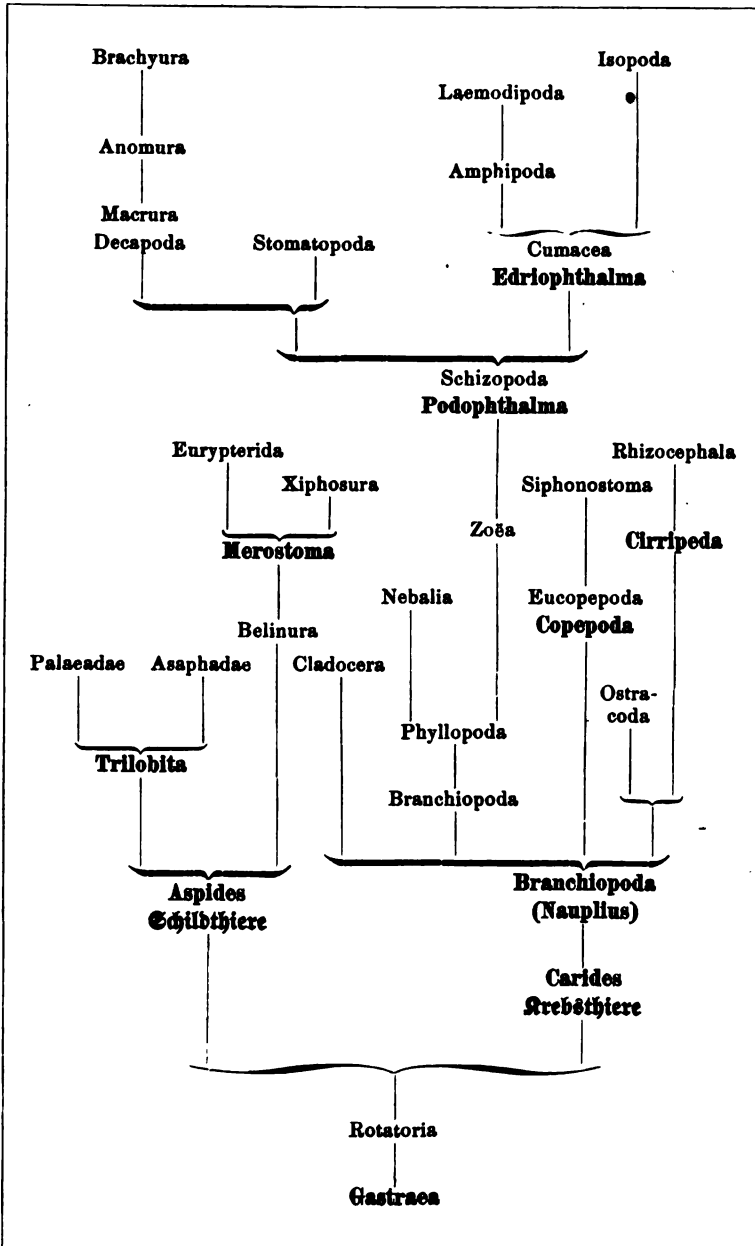 Brachyura
Isopoda
Laemodipoda
Anomura
Amphipoda
Macrura
Decapoda
Stomatopoda
Cumacea
Edriophthalma
Schizopoda
Podophthalma
Eurypterida
Rhizocephala
Xiphosura
Siphonostoma
Zoëa
Cirripeda
Merostoma
Nebalia
Eucopepoda
Copepoda
Belinura
Palaeadae
Asaphadae
Cladocera
Ostra-
coda
Phyllopoda
Trilobita
Branchiopoda
Aspides
Schildthiere
Branchiopoda
(Nauplius)
Carides
Krebsthiere
Rotatoria
Gastraea